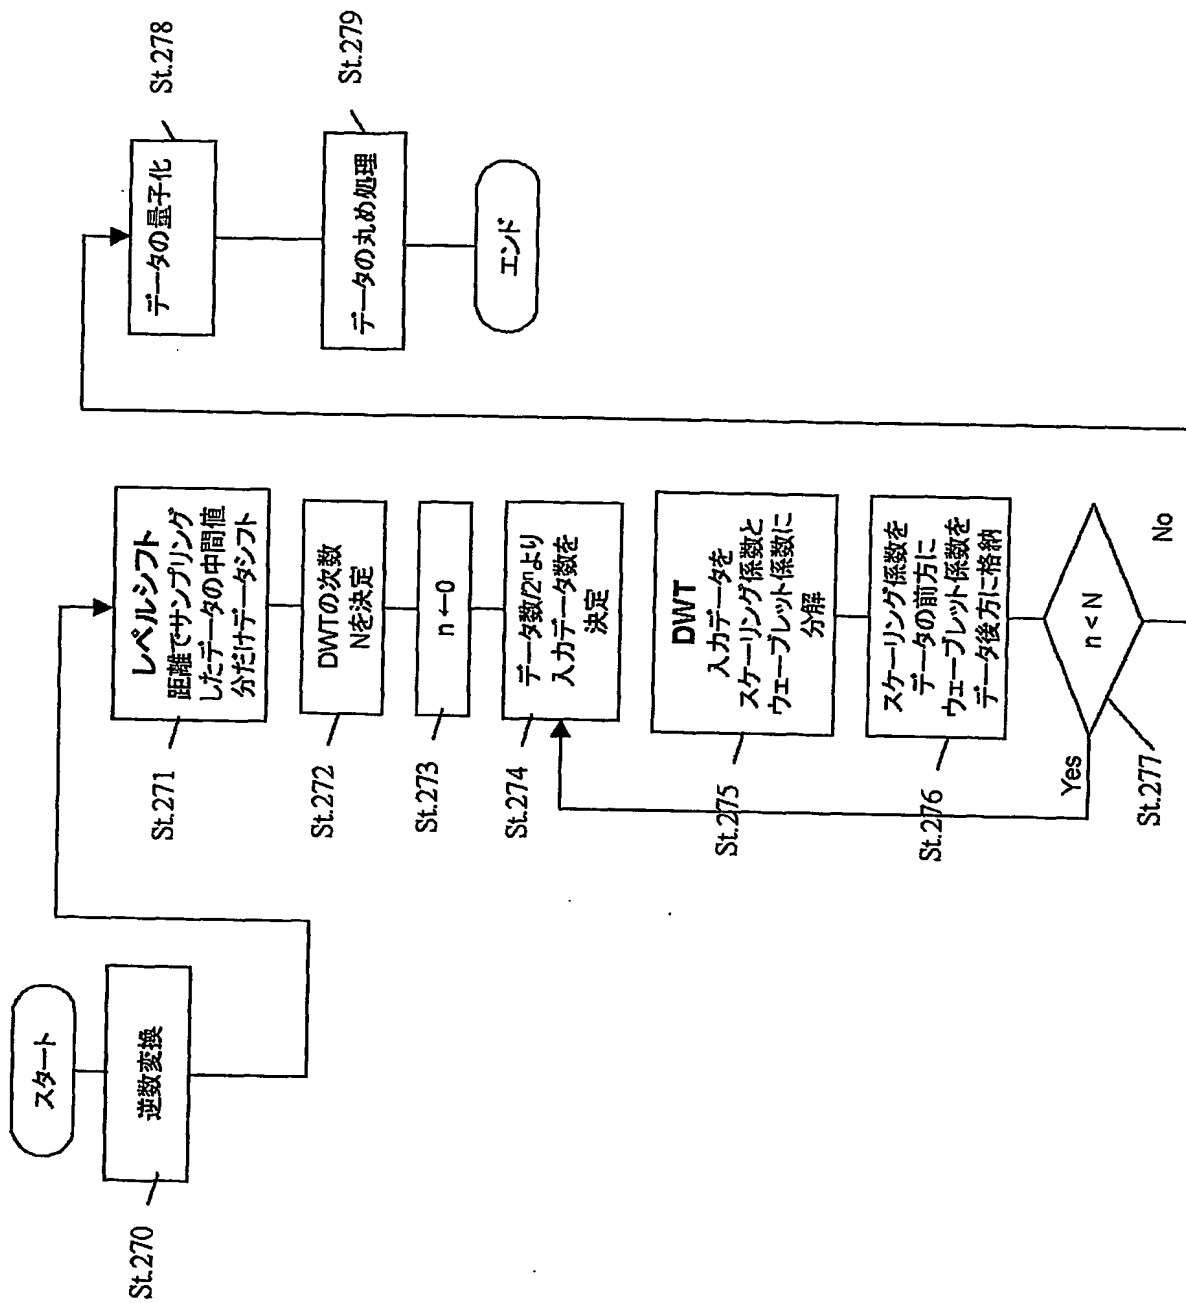 スタート
逆数変換
St.270
レベルシフト
距離でサンプリング
したデータの中間値
分だけデータシフト
St.271
DWTの次数
Nを決定
St.272
n←0
St.273
データ数/2ⁿより
入力データ数を
決定
St.274
DWT
入力データを
スケーリング係数と
ウェーブレット係数に
分解
St.275
スケーリング係数を
データの前方に
ウェーブレット係数を
データ後方に格納
St.276
n < N
Yes
No
St.277
データの量子化
St.278
データの丸め処理
St.279
エンド